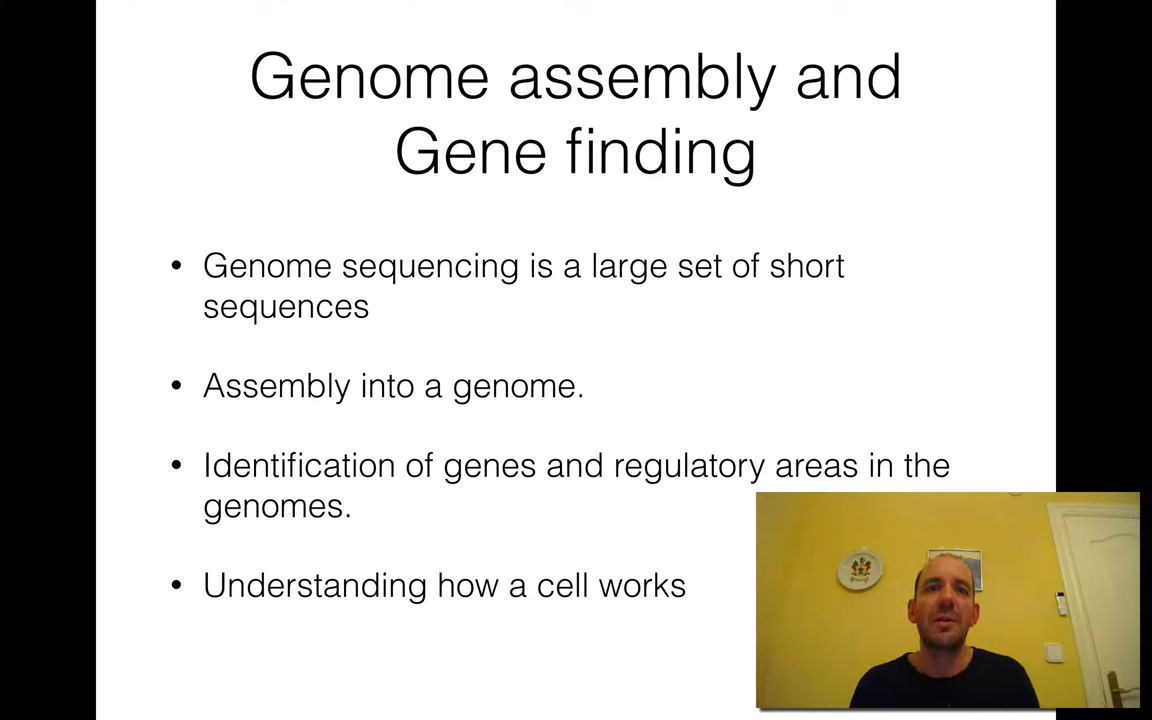 Genome assembly and
Gene finding
• Genome sequencing is a large set of short
sequences
• Assembly into a genome.
• Identification of genes and regulatory areas in the
genomes.
• Understanding how a cell works